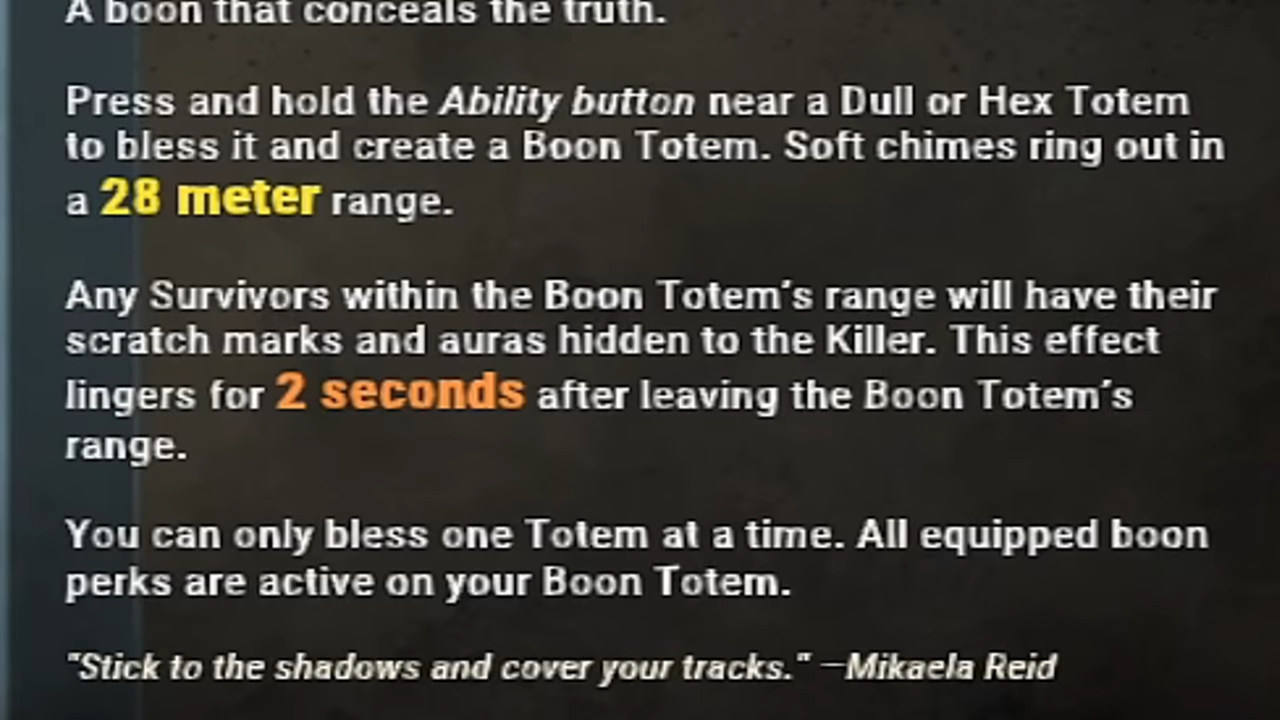 A boon that conceals the truth.
Press and hold the Ability button near a Dull or Hex Totem
to bless it and create a Boon Totem. Soft chimes ring out in
a 28 meter range.
Any Survivors within the Boon Totem's range will have their
scratch marks and auras hidden to the Killer. This effect
lingers for 2 seconds after leaving the Boon Totem's
range.
You can only bless one Totem at a time. All equipped boon
perks are active on your Boon Totem.
"Stick to the shadows and cover your tracks." —Mikaela Reid